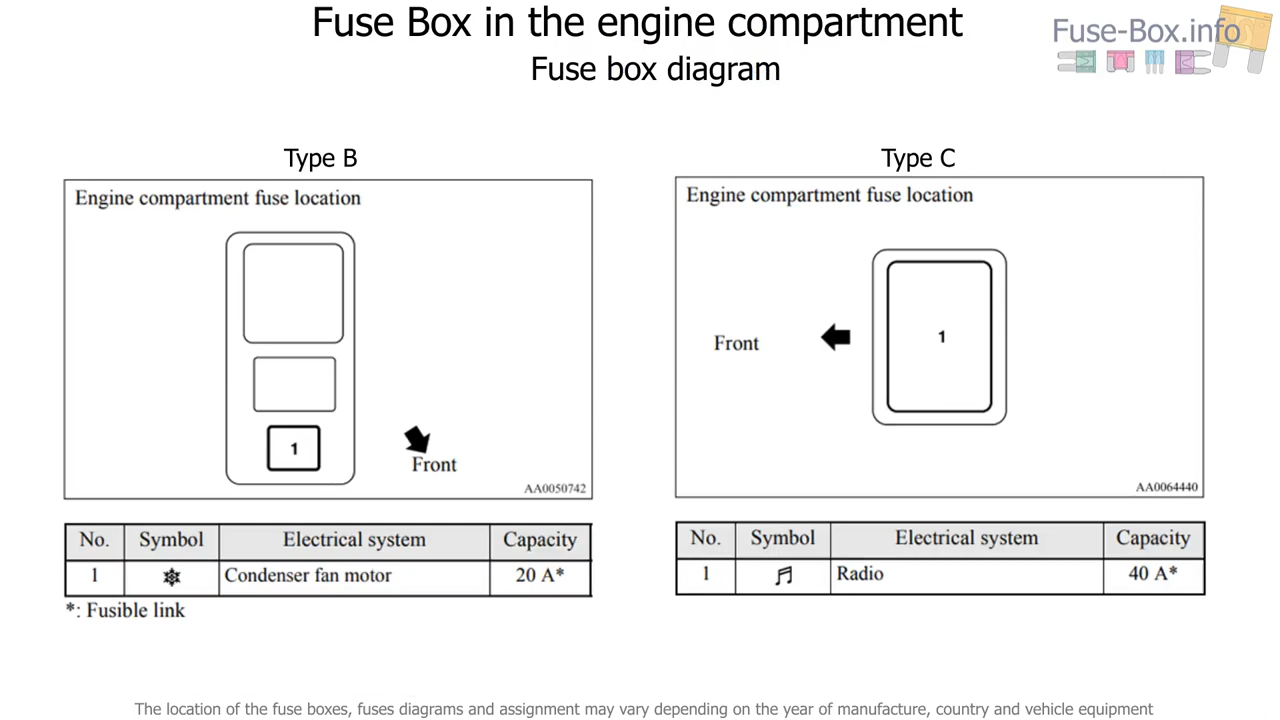 Fuse Box in the engine compartment
Fuse box diagram
Fuse-Box.info
Type B
Engine compartment fuse location
1
Front
AA0050742
No. Symbol Electrical system Capacity
1 Condenser fan motor 20 A*
*: Fusible link
Type C
Engine compartment fuse location
Front
1
AA0064440
No. Symbol Electrical system Capacity
1 Radio 40 A*
The location of the fuse boxes, fuses diagrams and assignment may vary depending on the year of manufacture, country and vehicle equipment